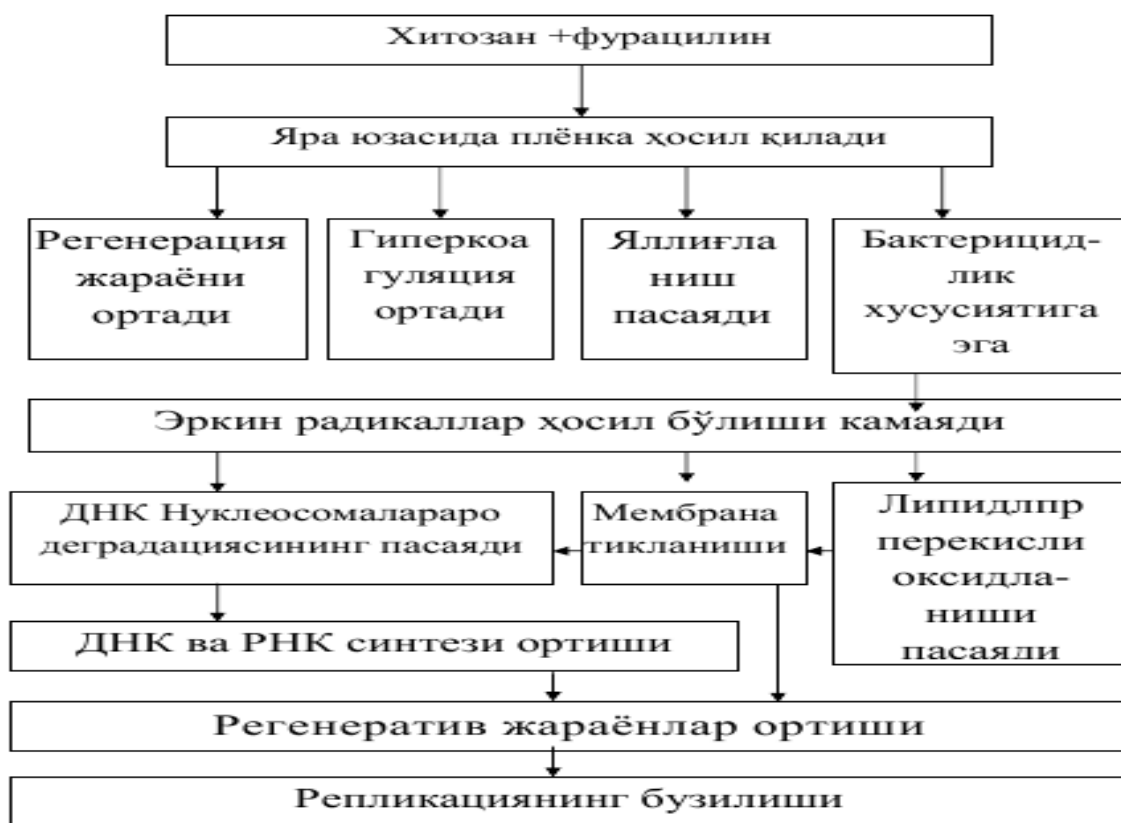 Хитозан +фурацилин
Яра юзасида плёнка ҳосил қилади
Регенерация
жараёни
ортади
Гиперкоа
гуляция
ортади
Яллиғла
ниш
пасаяди
Бактерицид-
лик
хусусиятига
эга
Эркин радикаллар ҳосил бўлиши камаяди
ДНК Нуклеосомалараро
деградациясининг пасаяди
Мембрана
тикланиши
Липидлпр
перекисли
оксидла-
ниши
пасаяди
ДНК ва РНК синтези ортиши
Регенератив жараёнлар ортиши
Репликациянинг бузилиши